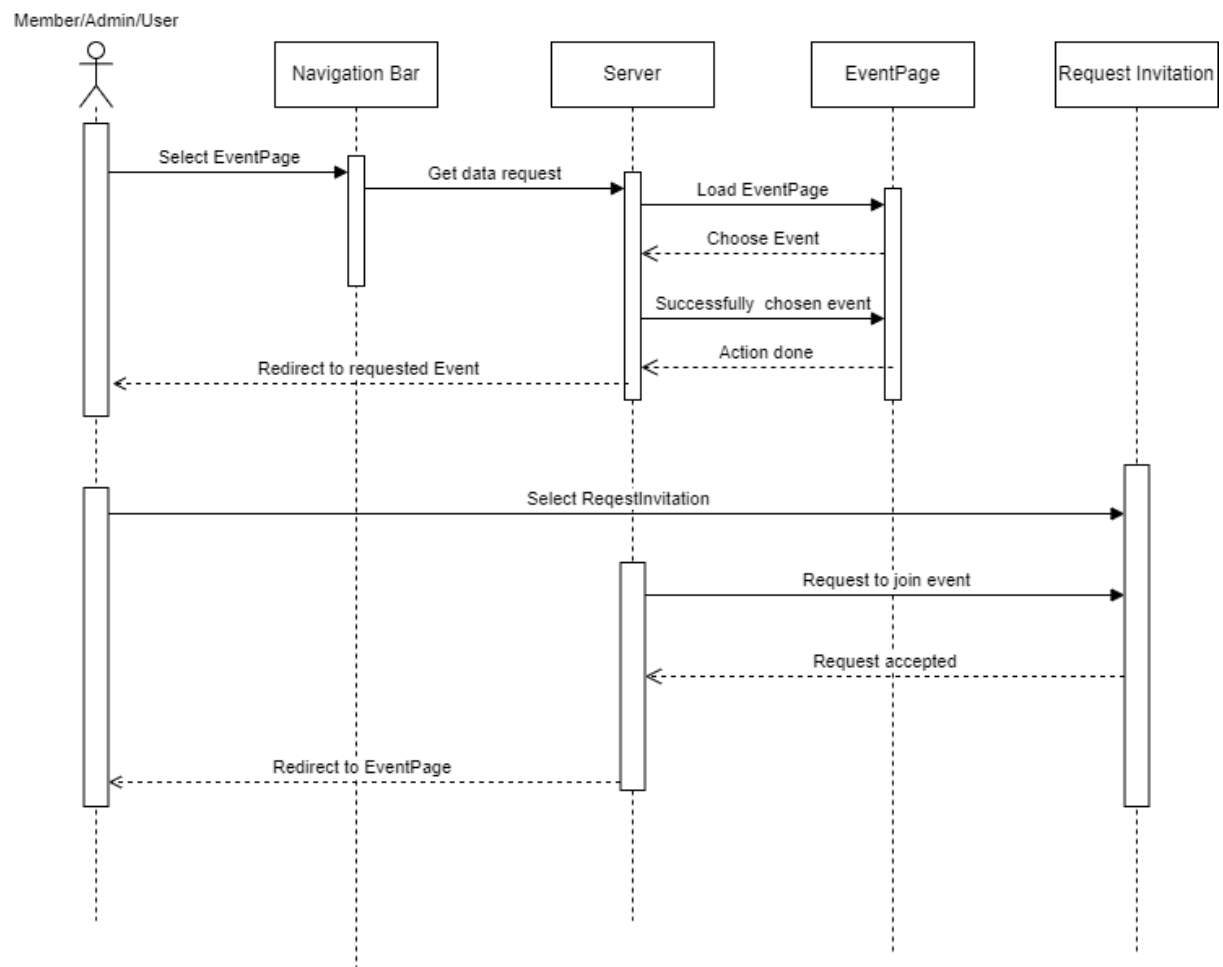 Member/Admin/User
Navigation Bar
Server
EventPage
Request Invitation
Select EventPage
Get data request
Load EventPage
Choose Event
Successfully  chosen event
Action done
Redirect to requested Event
Select ReqestInvitation
Request to join event
Request accepted
Redirect to EventPage